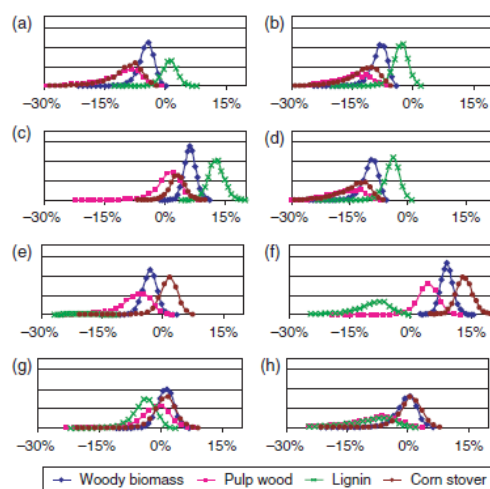 (a) (b)
−30% −15% 0% 15% −30% −15% 0% 15%
(c) (d)
−30% −15% 0% 15% −30% −15% 0% 15%
(e) (f)
−30% −15% 0% 15% −30% −15% 0% 15%
(g) (h)
−30% −15% 0% 15% −30% −15% 0% 15%
Woody biomass Pulp wood Lignin Corn stover